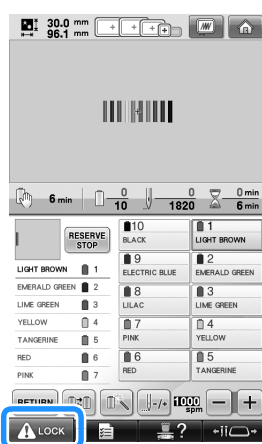 30.0 mm
96.1 mm
6 min
0
10
0
1820
0 min
6 min
RESERVE
STOP
10
BLACK
1
LIGHT BROWN
9
ELECTRIC BLUE
2
EMERALD GREEN
LIGHT BROWN 1
EMERALD GREEN 2
LIME GREEN 3
YELLOW 4
TANGERINE 5
RED 6
PINK 7
8
LILAC
3
LIME GREEN
7
PINK
4
YELLOW
6
RED
5
TANGERINE
RETURN
-/+
1000
spm
- +
LOCK
?